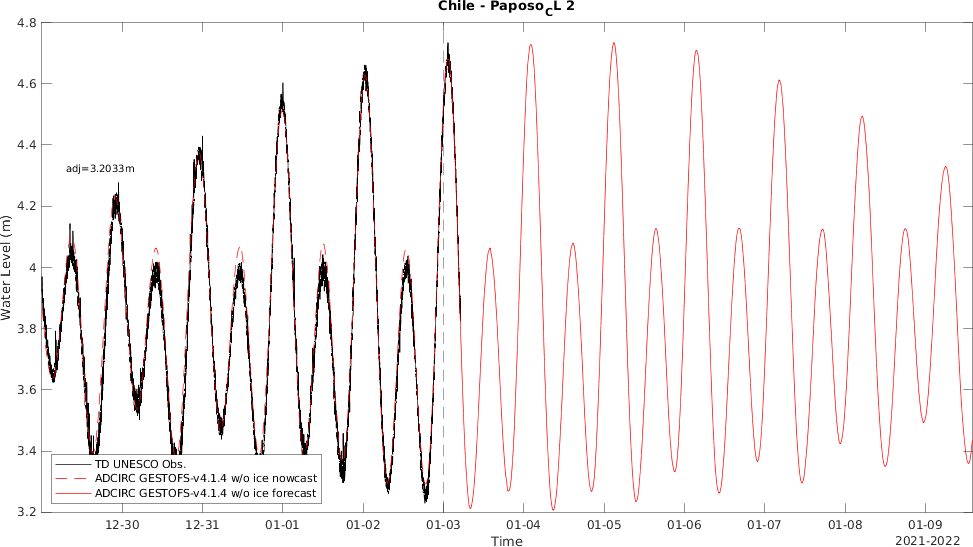 Chile - Paposo_CL 2
4.8
4.6
4.4
4.2
4
3.8
3.6
3.4
3.2
Water Level (m)
adj=3.2033m
TD UNESCO Obs.
ADCIRC GESTOFS-v4.1.4 w/o ice nowcast
ADCIRC GESTOFS-v4.1.4 w/o ice forecast
12-30 12-31 01-01 01-02 01-03 01-04 01-05 01-06 01-07 01-08 01-09
Time
2021-2022